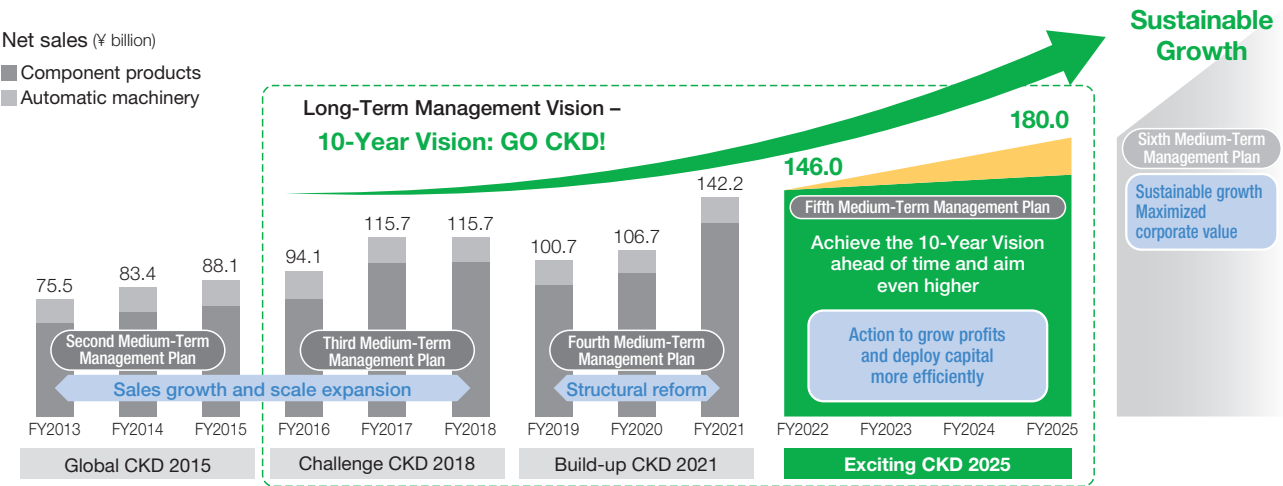 Net sales (¥ billion)
Component products
Automatic machinery
Long-Term Management Vision –
10-Year Vision: GO CKD!
Sustainable
Growth
75.5
83.4
88.1
94.1
115.7
115.7
100.7
106.7
142.2
146.0
180.0
Second Medium-Term
Management Plan
Third Medium-Term
Management Plan
Fourth Medium-Term
Management Plan
Fifth Medium-Term Management Plan
Sixth Medium-Term
Management Plan
Sales growth and scale expansion
Structural reform
Achieve the 10-Year Vision
ahead of time and aim
even higher
Action to grow profits
and deploy capital
more efficiently
Sustainable growth
Maximized
corporate value
FY2013
FY2014
FY2015
FY2016
FY2017
FY2018
FY2019
FY2020
FY2021
FY2022
FY2023
FY2024
FY2025
Global CKD 2015
Challenge CKD 2018
Build-up CKD 2021
Exciting CKD 2025